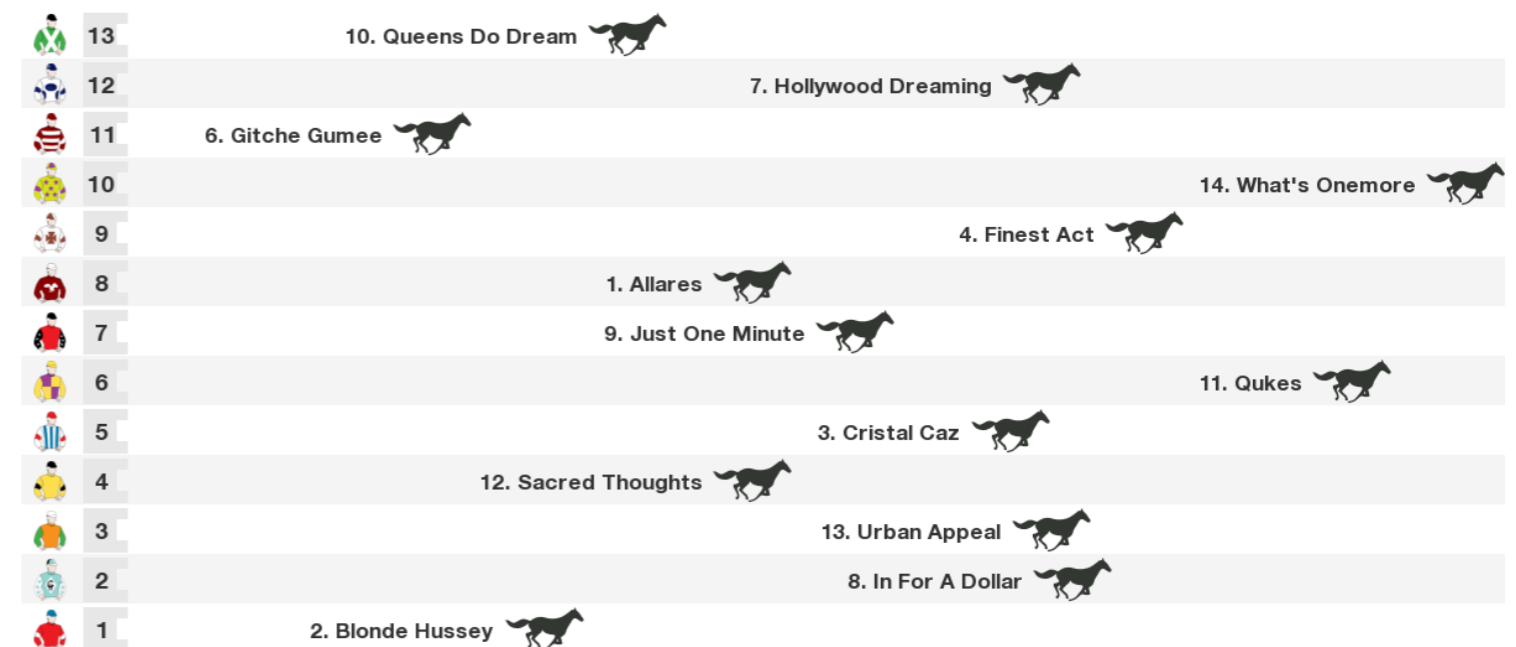 13 10. Queens Do Dream
12 7. Hollywood Dreaming
11 6. Gitche Gumee
10 14. What's Onemore
9 4. Finest Act
8 1. Allares
7 9. Just One Minute
6 11. Qukes
5 3. Cristal Caz
4 12. Sacred Thoughts
3 13. Urban Appeal
2 8. In For A Dollar
1 2. Blonde Hussey